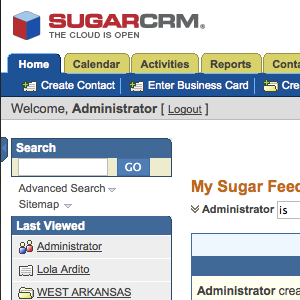 SUGARCRM®
THE CLOUD IS OPEN
Home Calendar Activities Reports Conta
Create Contact Enter Business Card Cre
Welcome, Administrator [ Logout ]
Search
GO
Advanced Search
Sitemap
Last Viewed
Administrator
Lola Ardito
WEST ARKANSAS
My Sugar Feed
Administrator is
Administrator crea